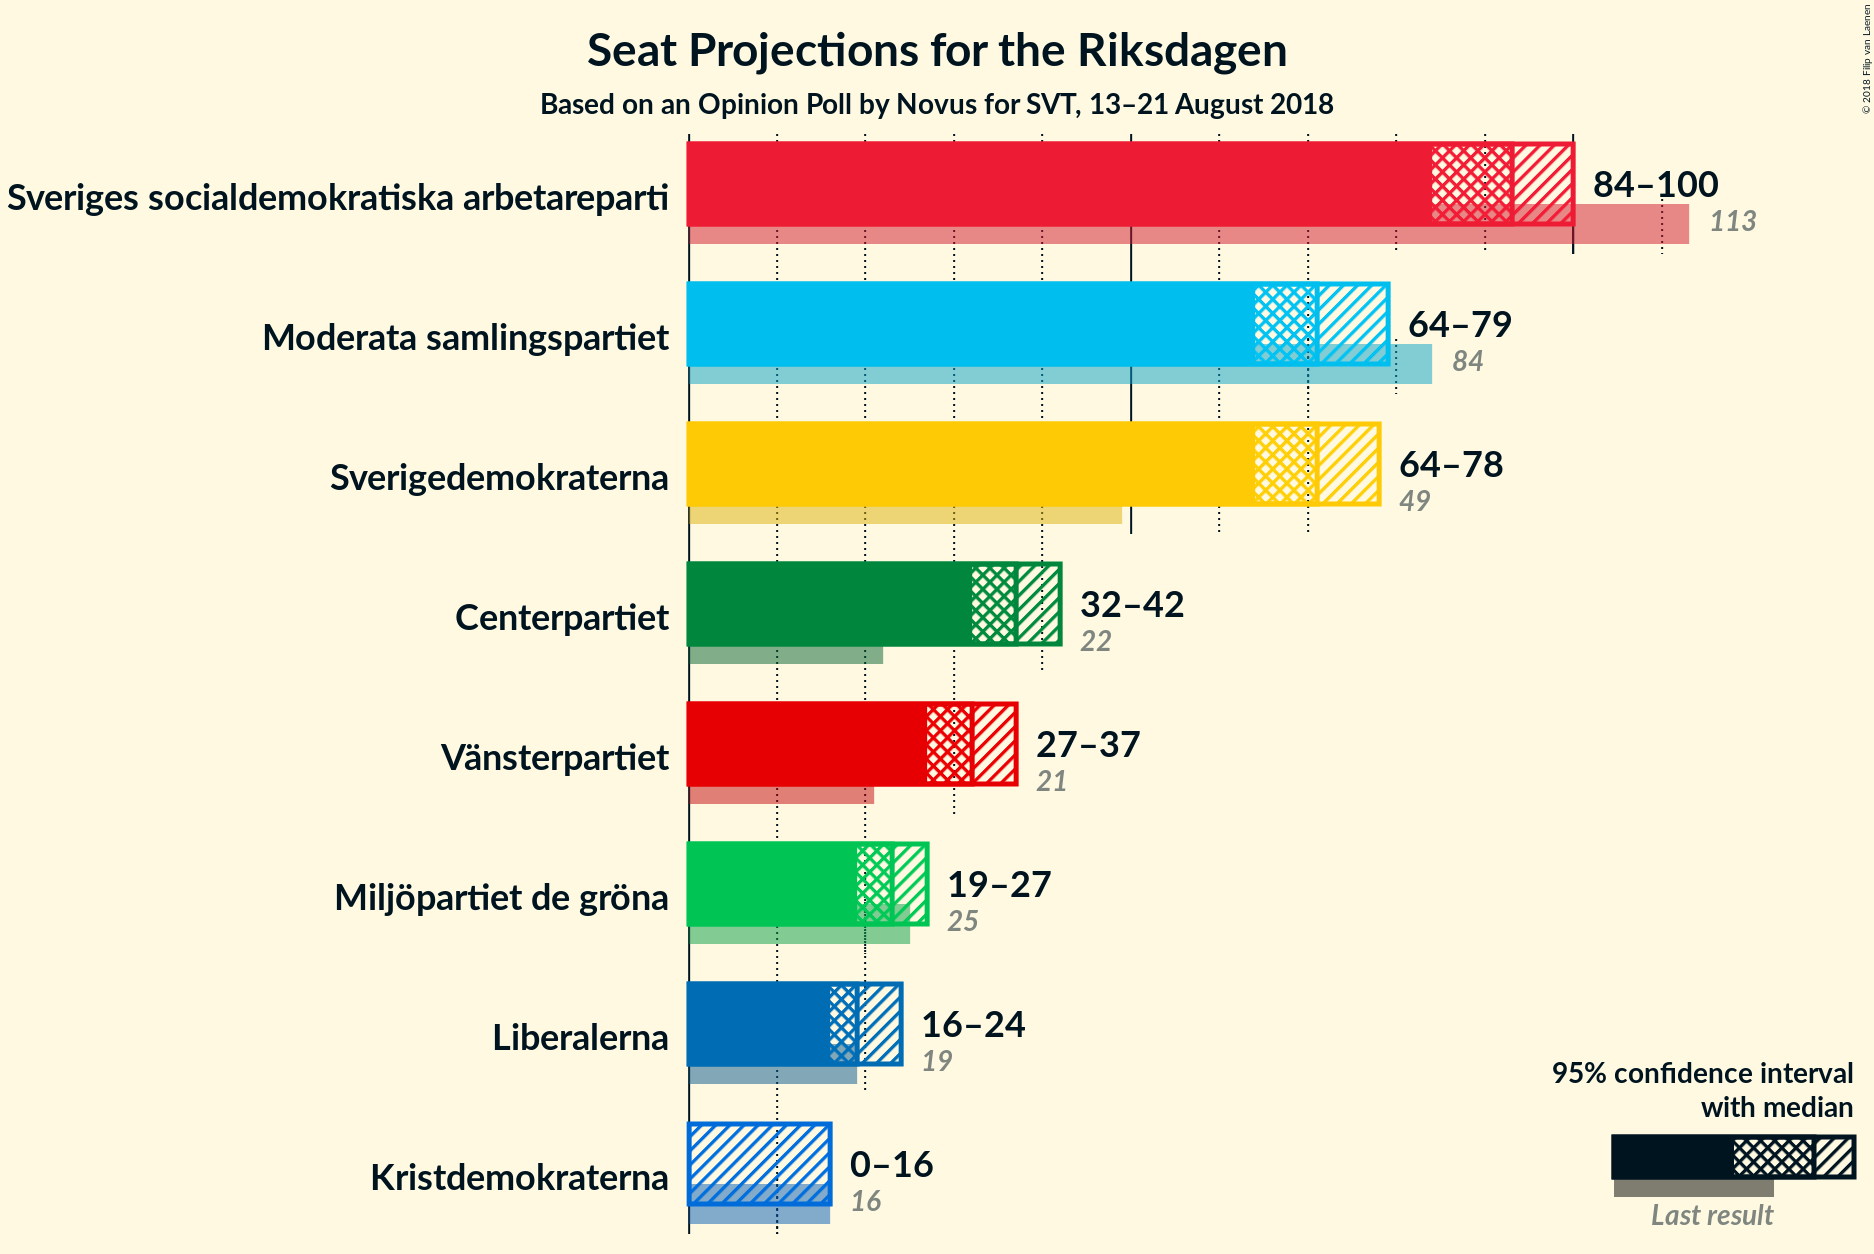 Seat Projections for the Riksdagen
Based on an Opinion Poll by Novus for SVT, 13–21 August 2018
© 2018 Filip van Laenen
Sveriges socialdemokratiska arbetareparti
84–100
113
Moderata samlingspartiet
64–79
84
Sverigedemokraterna
64–78
49
Centerpartiet
32–42
22
Vänsterpartiet
27–37
21
Miljöpartiet de gröna
19–27
25
Liberalerna
16–24
19
Kristdemokraterna
0–16
16
95% confidence interval
with median
Last result